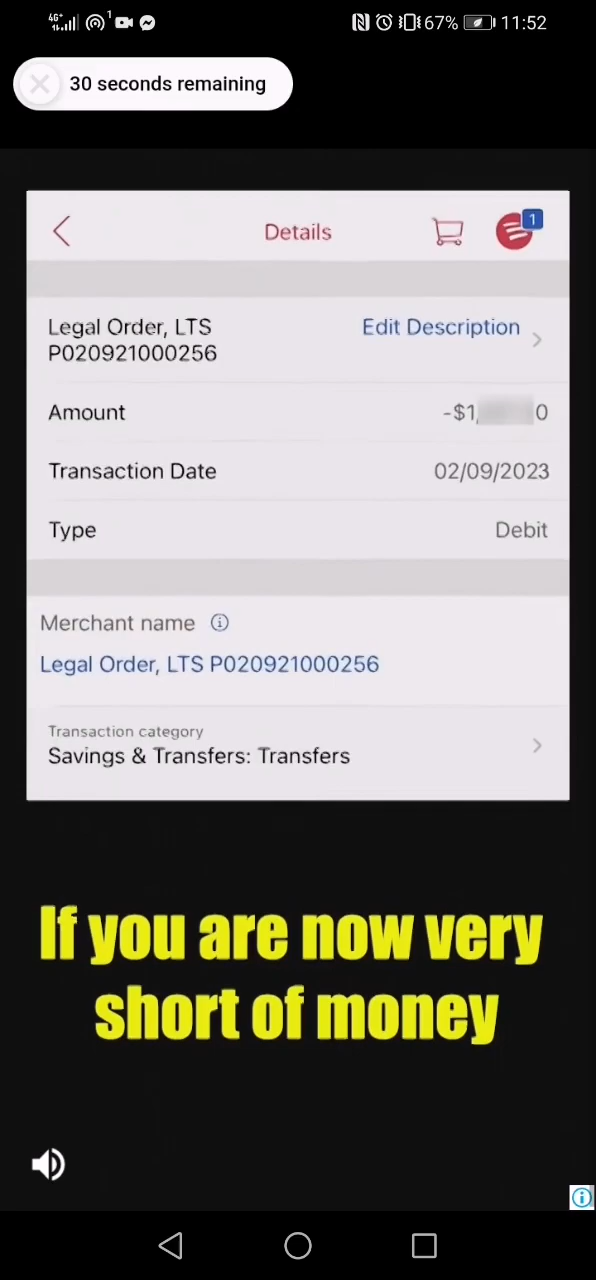 4G+ 1 67% 11:52
30 seconds remaining
Details 1
Legal Order, LTS Edit Description
P020921000256
Amount -$1, 0
Transaction Date 02/09/2023
Type Debit
Merchant name
Legal Order, LTS P020921000256
Transaction category
Savings & Transfers: Transfers
If you are now very
short of money